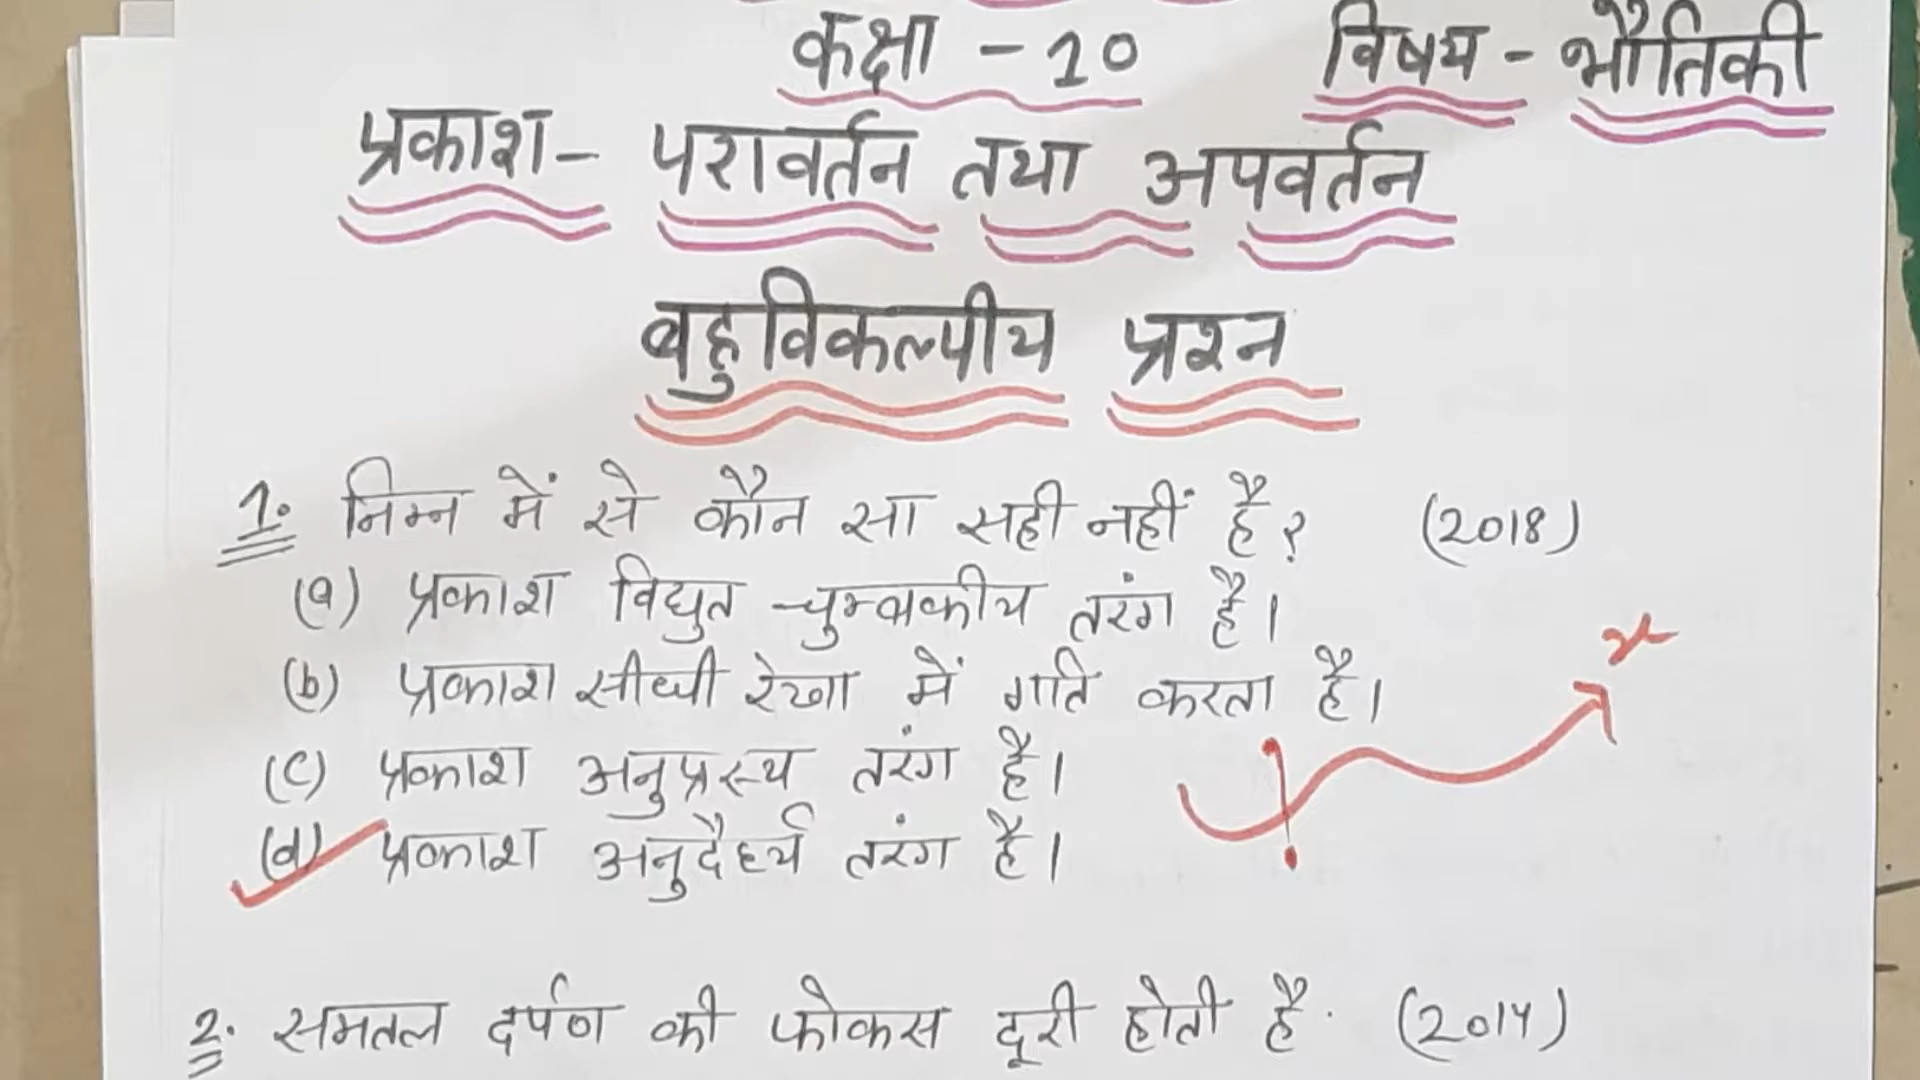 कक्षा - 10 विषय - भौतिकी
प्रकाश - परावर्तन तथा अपवर्तन
बहुविकल्पीय प्रश्न
1. निम्न में से कौन सा सही नहीं है? (2018)
(a) प्रकाश विद्युत चुम्बकीय तरंग है।
(b) प्रकाश सीधी रेखा में गति करता है।
(c) प्रकाश अनुप्रस्थ तरंग है।
(d) प्रकाश अनुदैर्ध्य तरंग है।
2. समतल दर्पण की फोकस दूरी होती है. (2014)